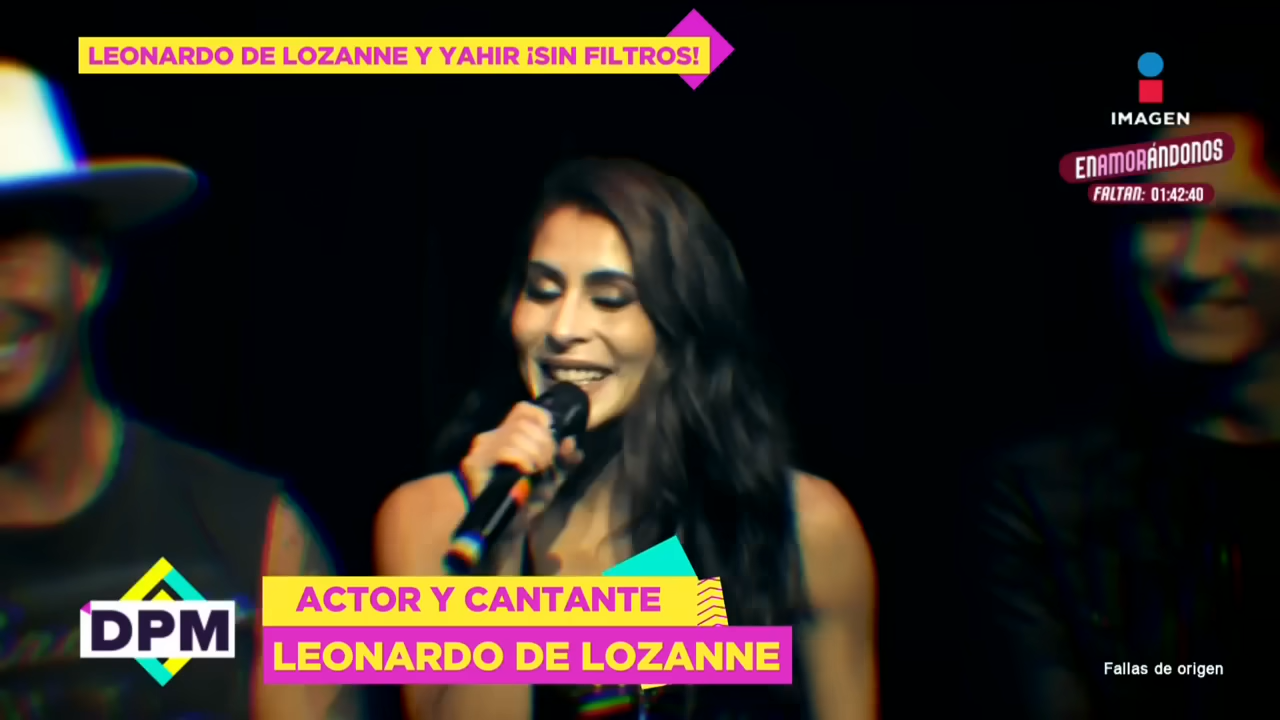 LEONARDO DE LOZANNE Y YAHIR ¡SIN FILTROS!
IMAGEN
ENAMORÁNDONOS
FALTAN: 01:42:40
ACTOR Y CANTANTE
DPM
LEONARDO DE LOZANNE
Fallas de origen